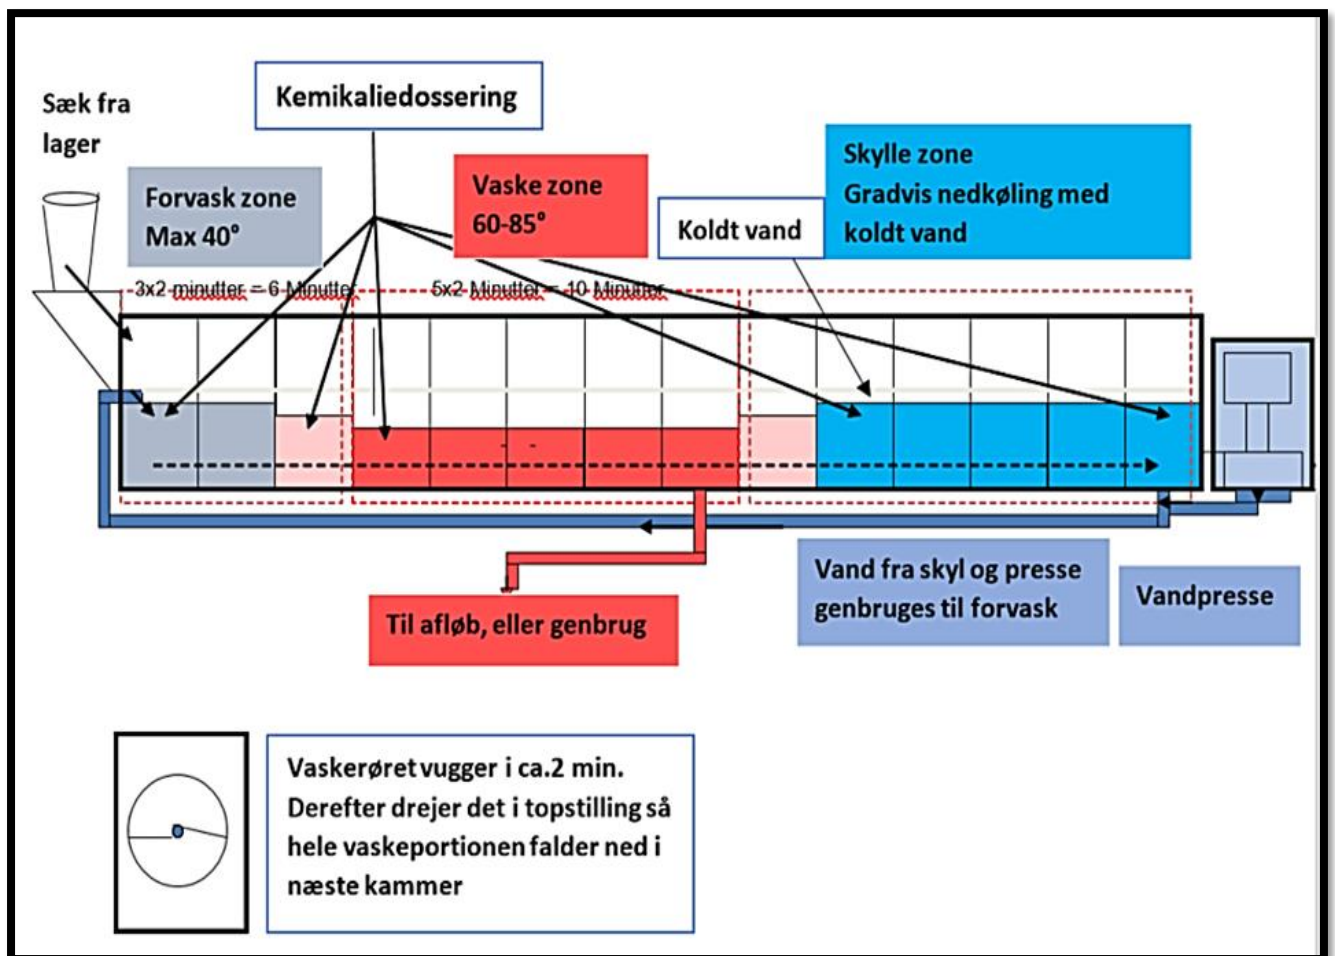 Sæk fra
lager
Kemikaliedossering
Forvask zone
Max 40°
Vaske zone
60-85°
Koldt vand
Skylle zone
Gradvis nedkøling med
koldt vand
3x2 minutter = 6 Minutter
5x2 Minutter = 10 Minutter
Til afløb, eller genbrug
Vand fra skyl og presse
genbruges til forvask
Vandpresse
Vaskerøret vugger i ca.2 min.
Derefter drejer det i topstilling så
hele vaskeportionen falder ned i
næste kammer